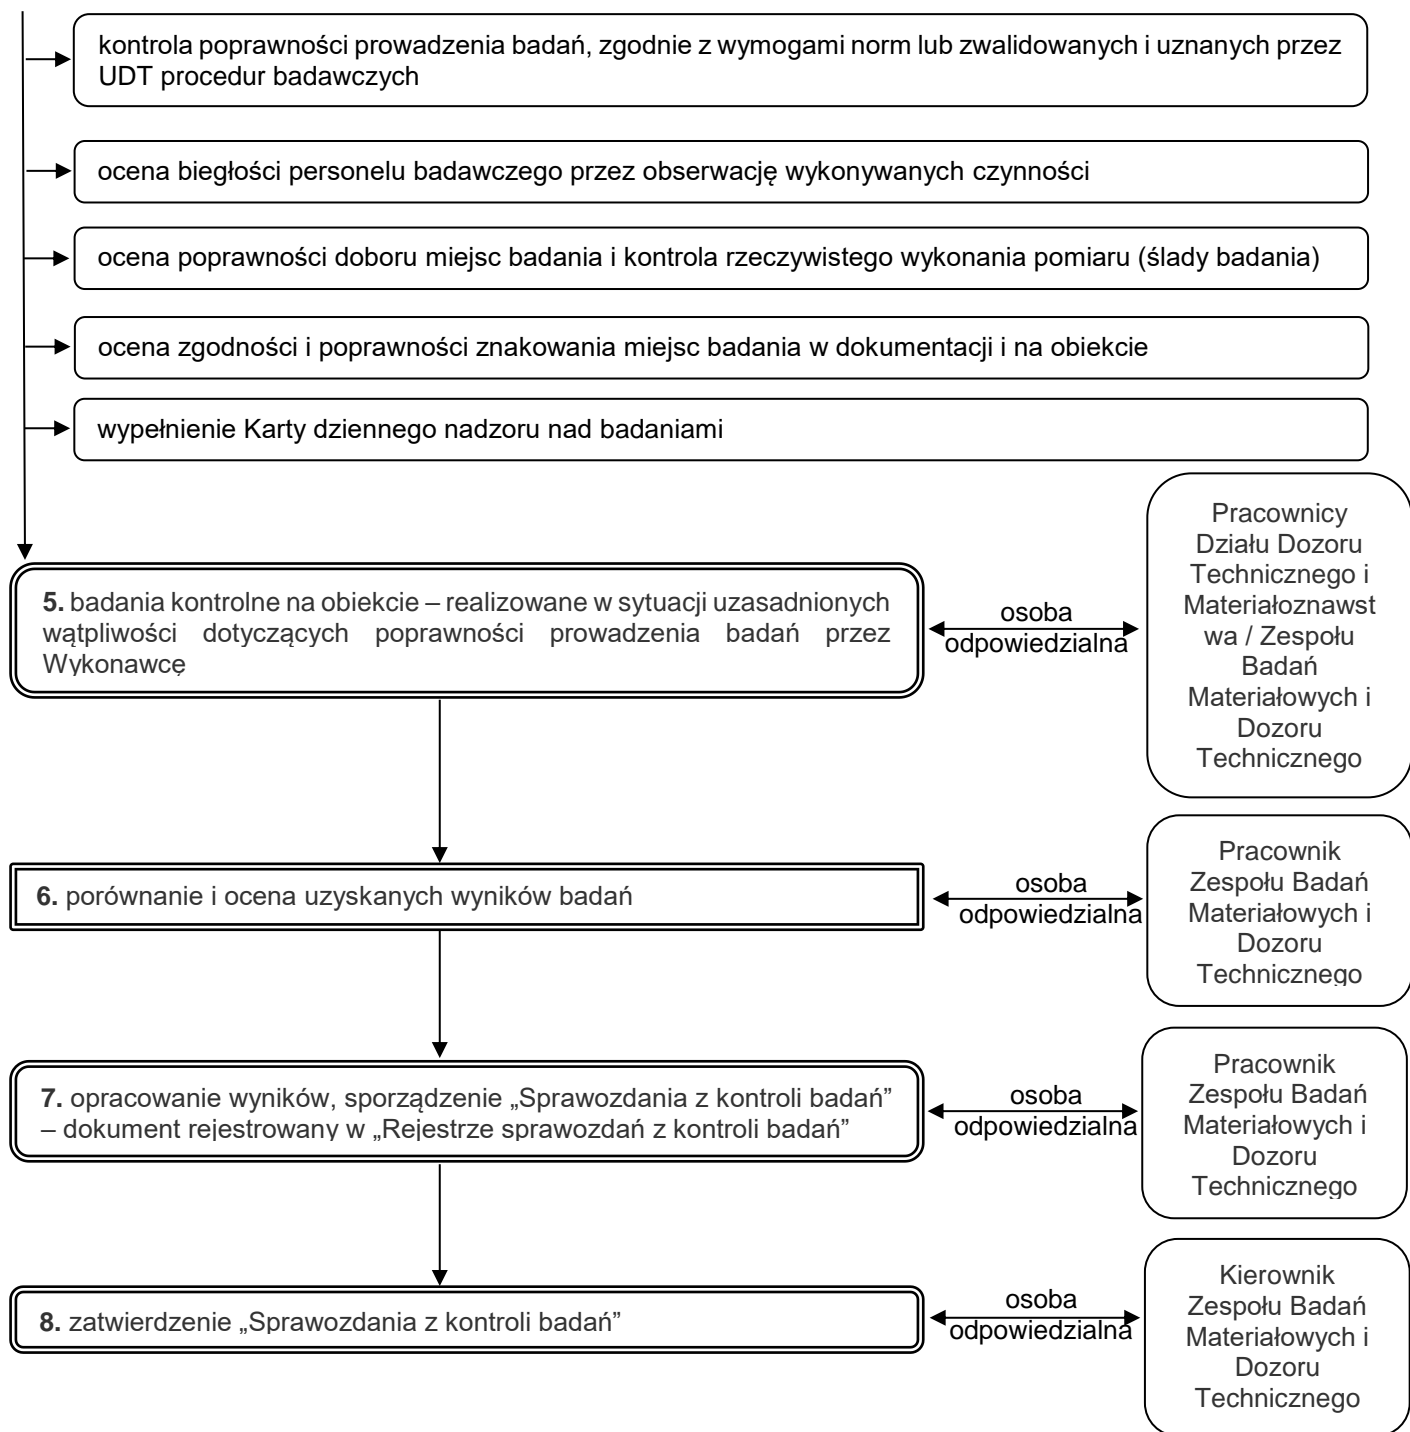 kontrola poprawności prowadzenia badań, zgodnie z wymogami norm lub zwalidowanych i uznanych przez
UDT procedur badawczych
ocena biegłości personelu badawczego przez obserwację wykonywanych czynności
ocena poprawności doboru miejsc badania i kontrola rzeczywistego wykonania pomiaru (ślady badania)
ocena zgodności i poprawności znakowania miejsc badania w dokumentacji i na obiekcie
wypełnienie Karty dziennego nadzoru nad badaniami
5. badania kontrolne na obiekcie – realizowane w sytuacji uzasadnionych
wątpliwości dotyczących poprawności prowadzenia badań przez
Wykonawcę
osoba
odpowiedzialna
Pracownicy
Działu Dozoru
Technicznego i
Materiałoznawst
wa / Zespołu
Badań
Materiałowych i
Dozoru
Technicznego
6. porównanie i ocena uzyskanych wyników badań
osoba
odpowiedzialna
Pracownik
Zespołu Badań
Materiałowych i
Dozoru
Technicznego
7. opracowanie wyników, sporządzenie „Sprawozdania z kontroli badań”
– dokument rejestrowany w „Rejestrze sprawozdań z kontroli badań”
osoba
odpowiedzialna
Pracownik
Zespołu Badań
Materiałowych i
Dozoru
Technicznego
8. zatwierdzenie „Sprawozdania z kontroli badań”
osoba
odpowiedzialna
Kierownik
Zespołu Badań
Materiałowych i
Dozoru
Technicznego